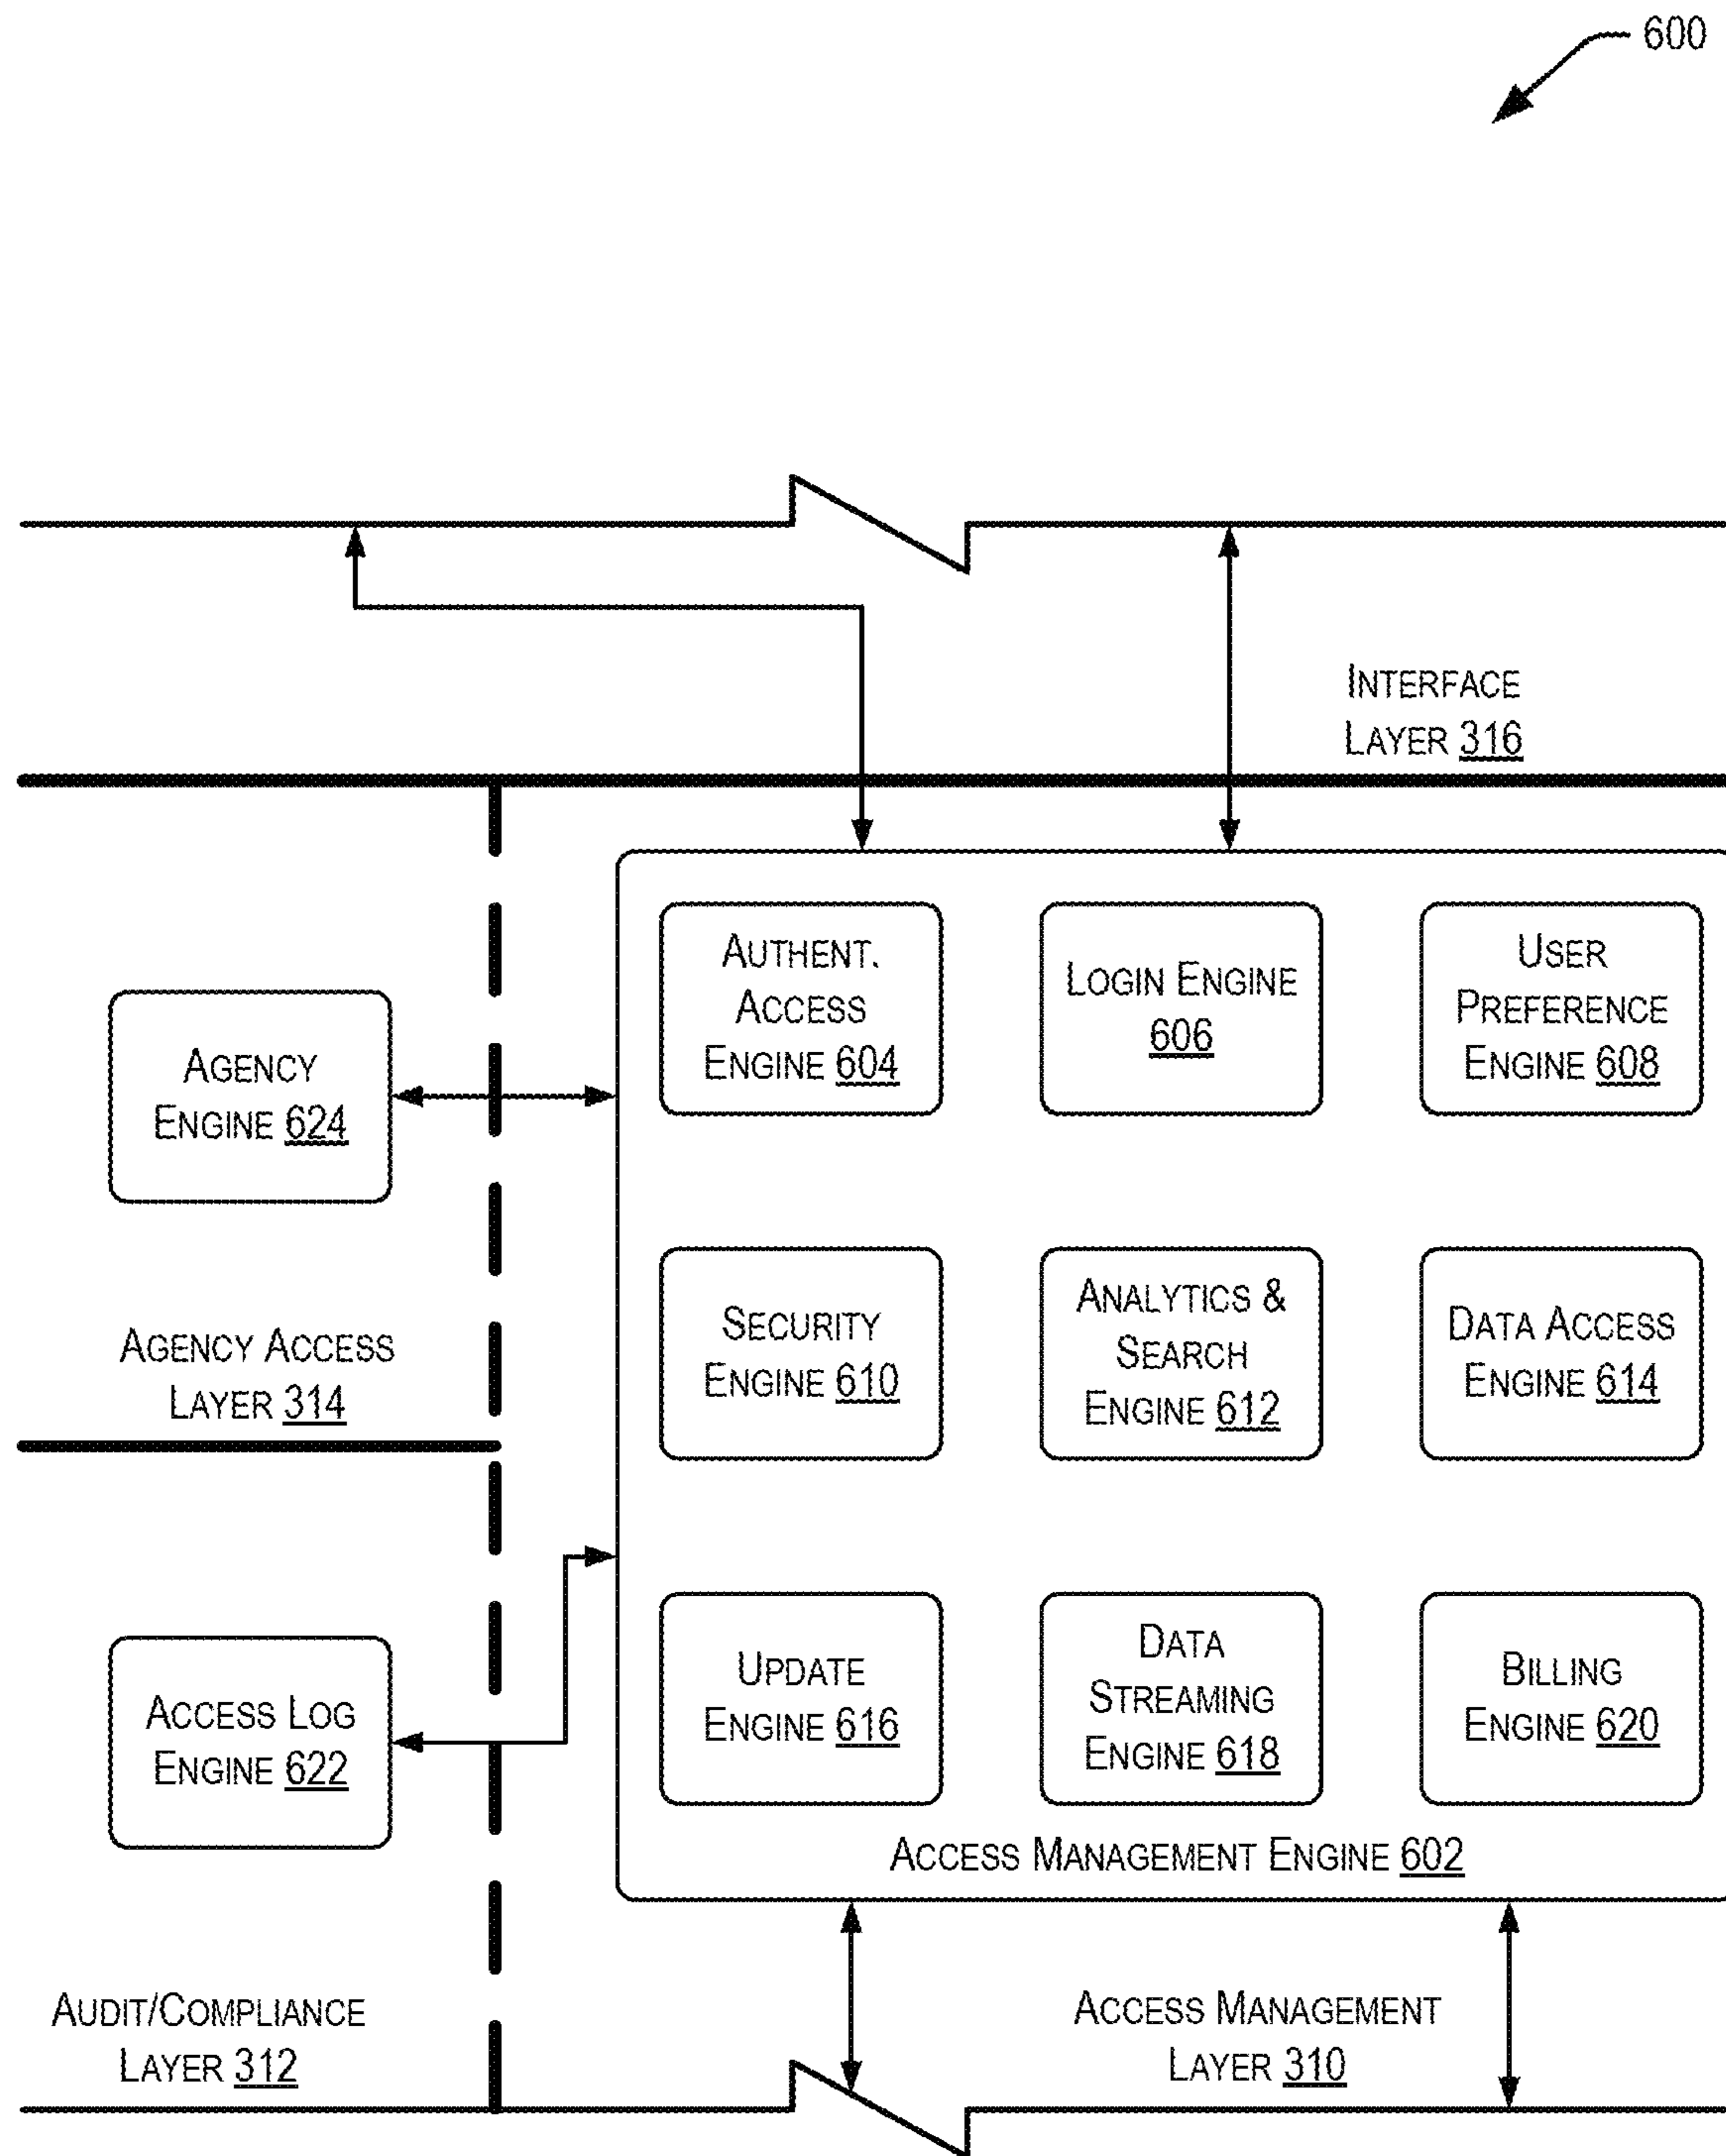 600
INTERFACE
LAYER 316
AUTHENT.
ACCESS
ENGINE 604
LOGIN ENGINE
606
USER
PREFERENCE
ENGINE 608
AGENCY
ENGINE 624
SECURITY
ENGINE 610
ANALYTICS &
SEARCH
ENGINE 612
DATA ACCESS
ENGINE 614
AGENCY ACCESS
LAYER 314
UPDATE
ENGINE 616
DATA
STREAMING
ENGINE 618
BILLING
ENGINE 620
ACCESS LOG
ENGINE 622
ACCESS MANAGEMENT ENGINE 602
AUDIT/COMPLIANCE
LAYER 312
ACCESS MANAGEMENT
LAYER 310